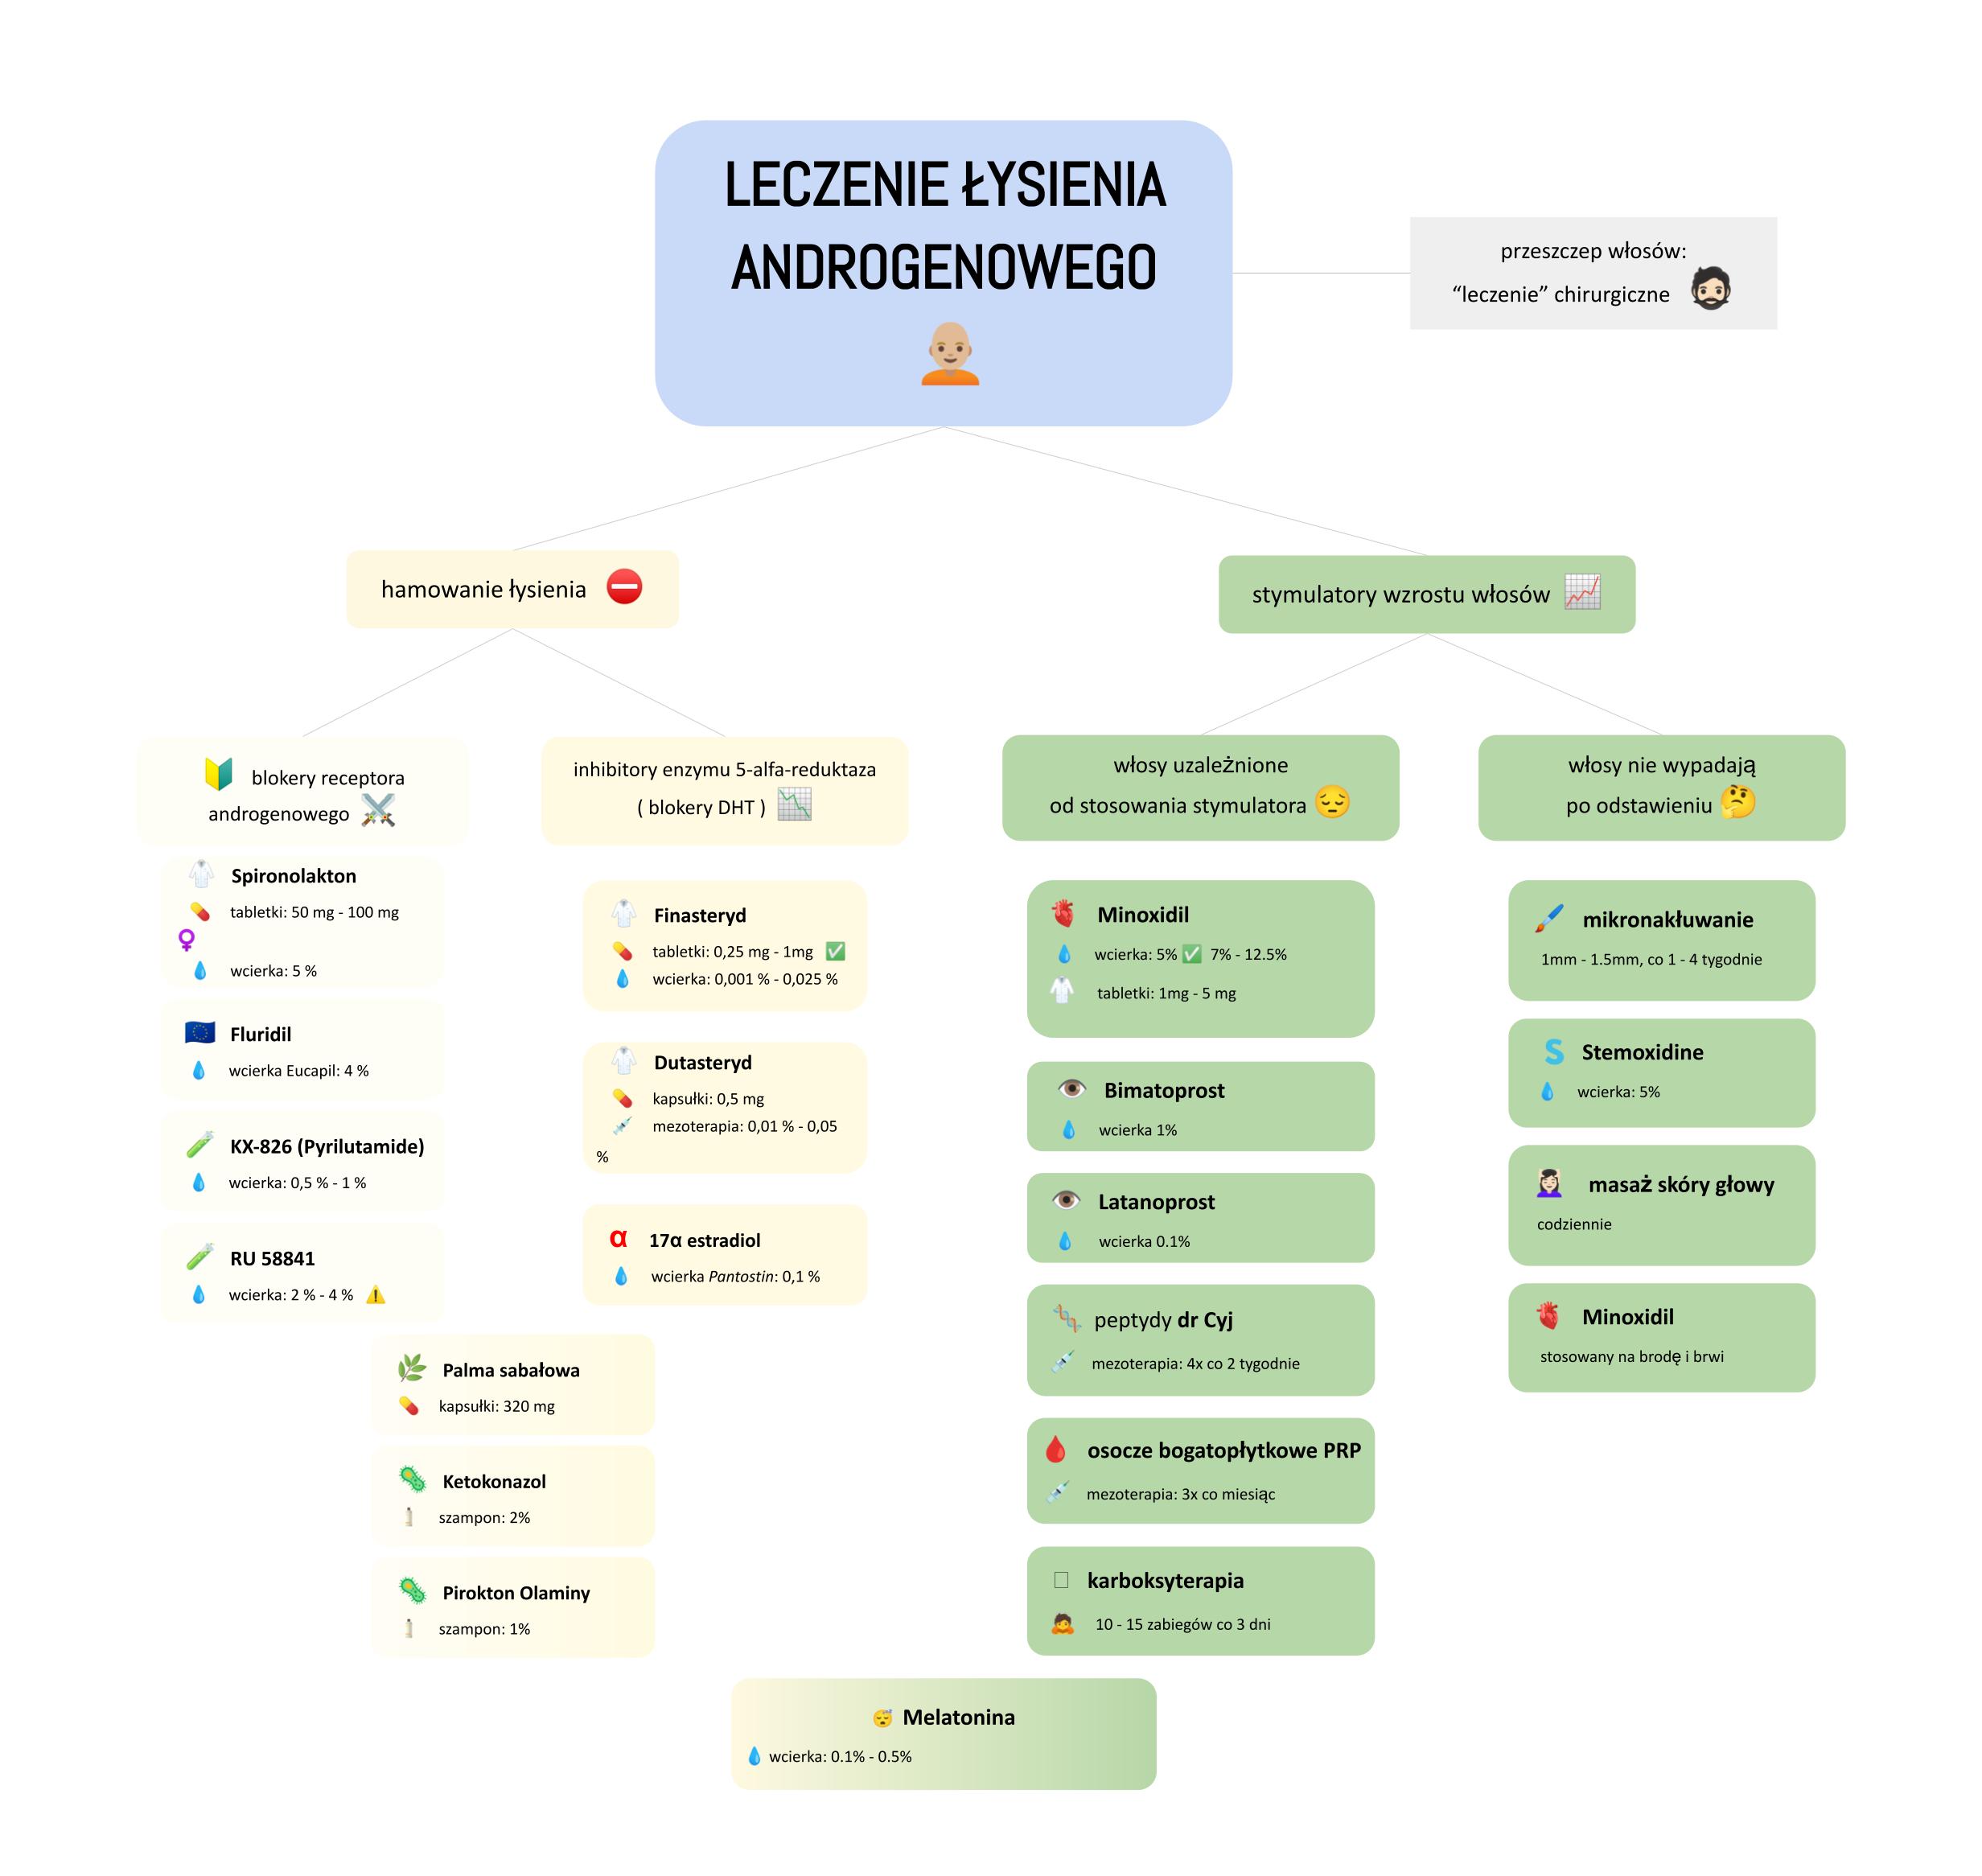 LECZENIE ŁYSIENIA
ANDROGENOWEGO
przeszczep włosów:
“leczenie” chirurgiczne
hamowanie łysienia
stymulatory wzrostu włosów
blokery receptora
androgenowego
inhibitory enzymu 5-alfa-reduktaza
( blokery DHT )
włosy uzależnione
od stosowania stymulatora
włosy nie wypadają
po odstawieniu
Spironolakton
tabletki: 50 mg - 100 mg
wcierka: 5 %
Fluridil
wcierka Eucapil: 4 %
KX-826 (Pyrilutamide)
wcierka: 0,5 % - 1 %
RU 58841
wcierka: 2 % - 4 %
Finasteryd
tabletki: 0,25 mg - 1mg
wcierka: 0,001 % - 0,025 %
Dutasteryd
kapsułki: 0,5 mg
mezoterapia: 0,01 % - 0,05
%
α 17α estradiol
wcierka Pantostin: 0,1 %
Palma sabałowa
kapsułki: 320 mg
Ketokonazol
szampon: 2%
Pirokton Olaminy
szampon: 1%
Minoxidil
wcierka: 5% ✅ 7% - 12.5%
tabletki: 1mg - 5 mg
Bimatoprost
wcierka 1%
Latanoprost
wcierka 0.1%
peptydy dr Cyj
mezoterapia: 4x co 2 tygodnie
osocze bogatopłytkowe PRP
mezoterapia: 3x co miesiąc
karboksyterapia
10 - 15 zabiegów co 3 dni
mikronakłuwanie
1mm - 1.5mm, co 1 - 4 tygodnie
S Stemoxidine
wcierka: 5%
masaż skóry głowy
codziennie
Minoxidil
stosowany na brodę i brwi
Melatonina
wcierka: 0.1% - 0.5%